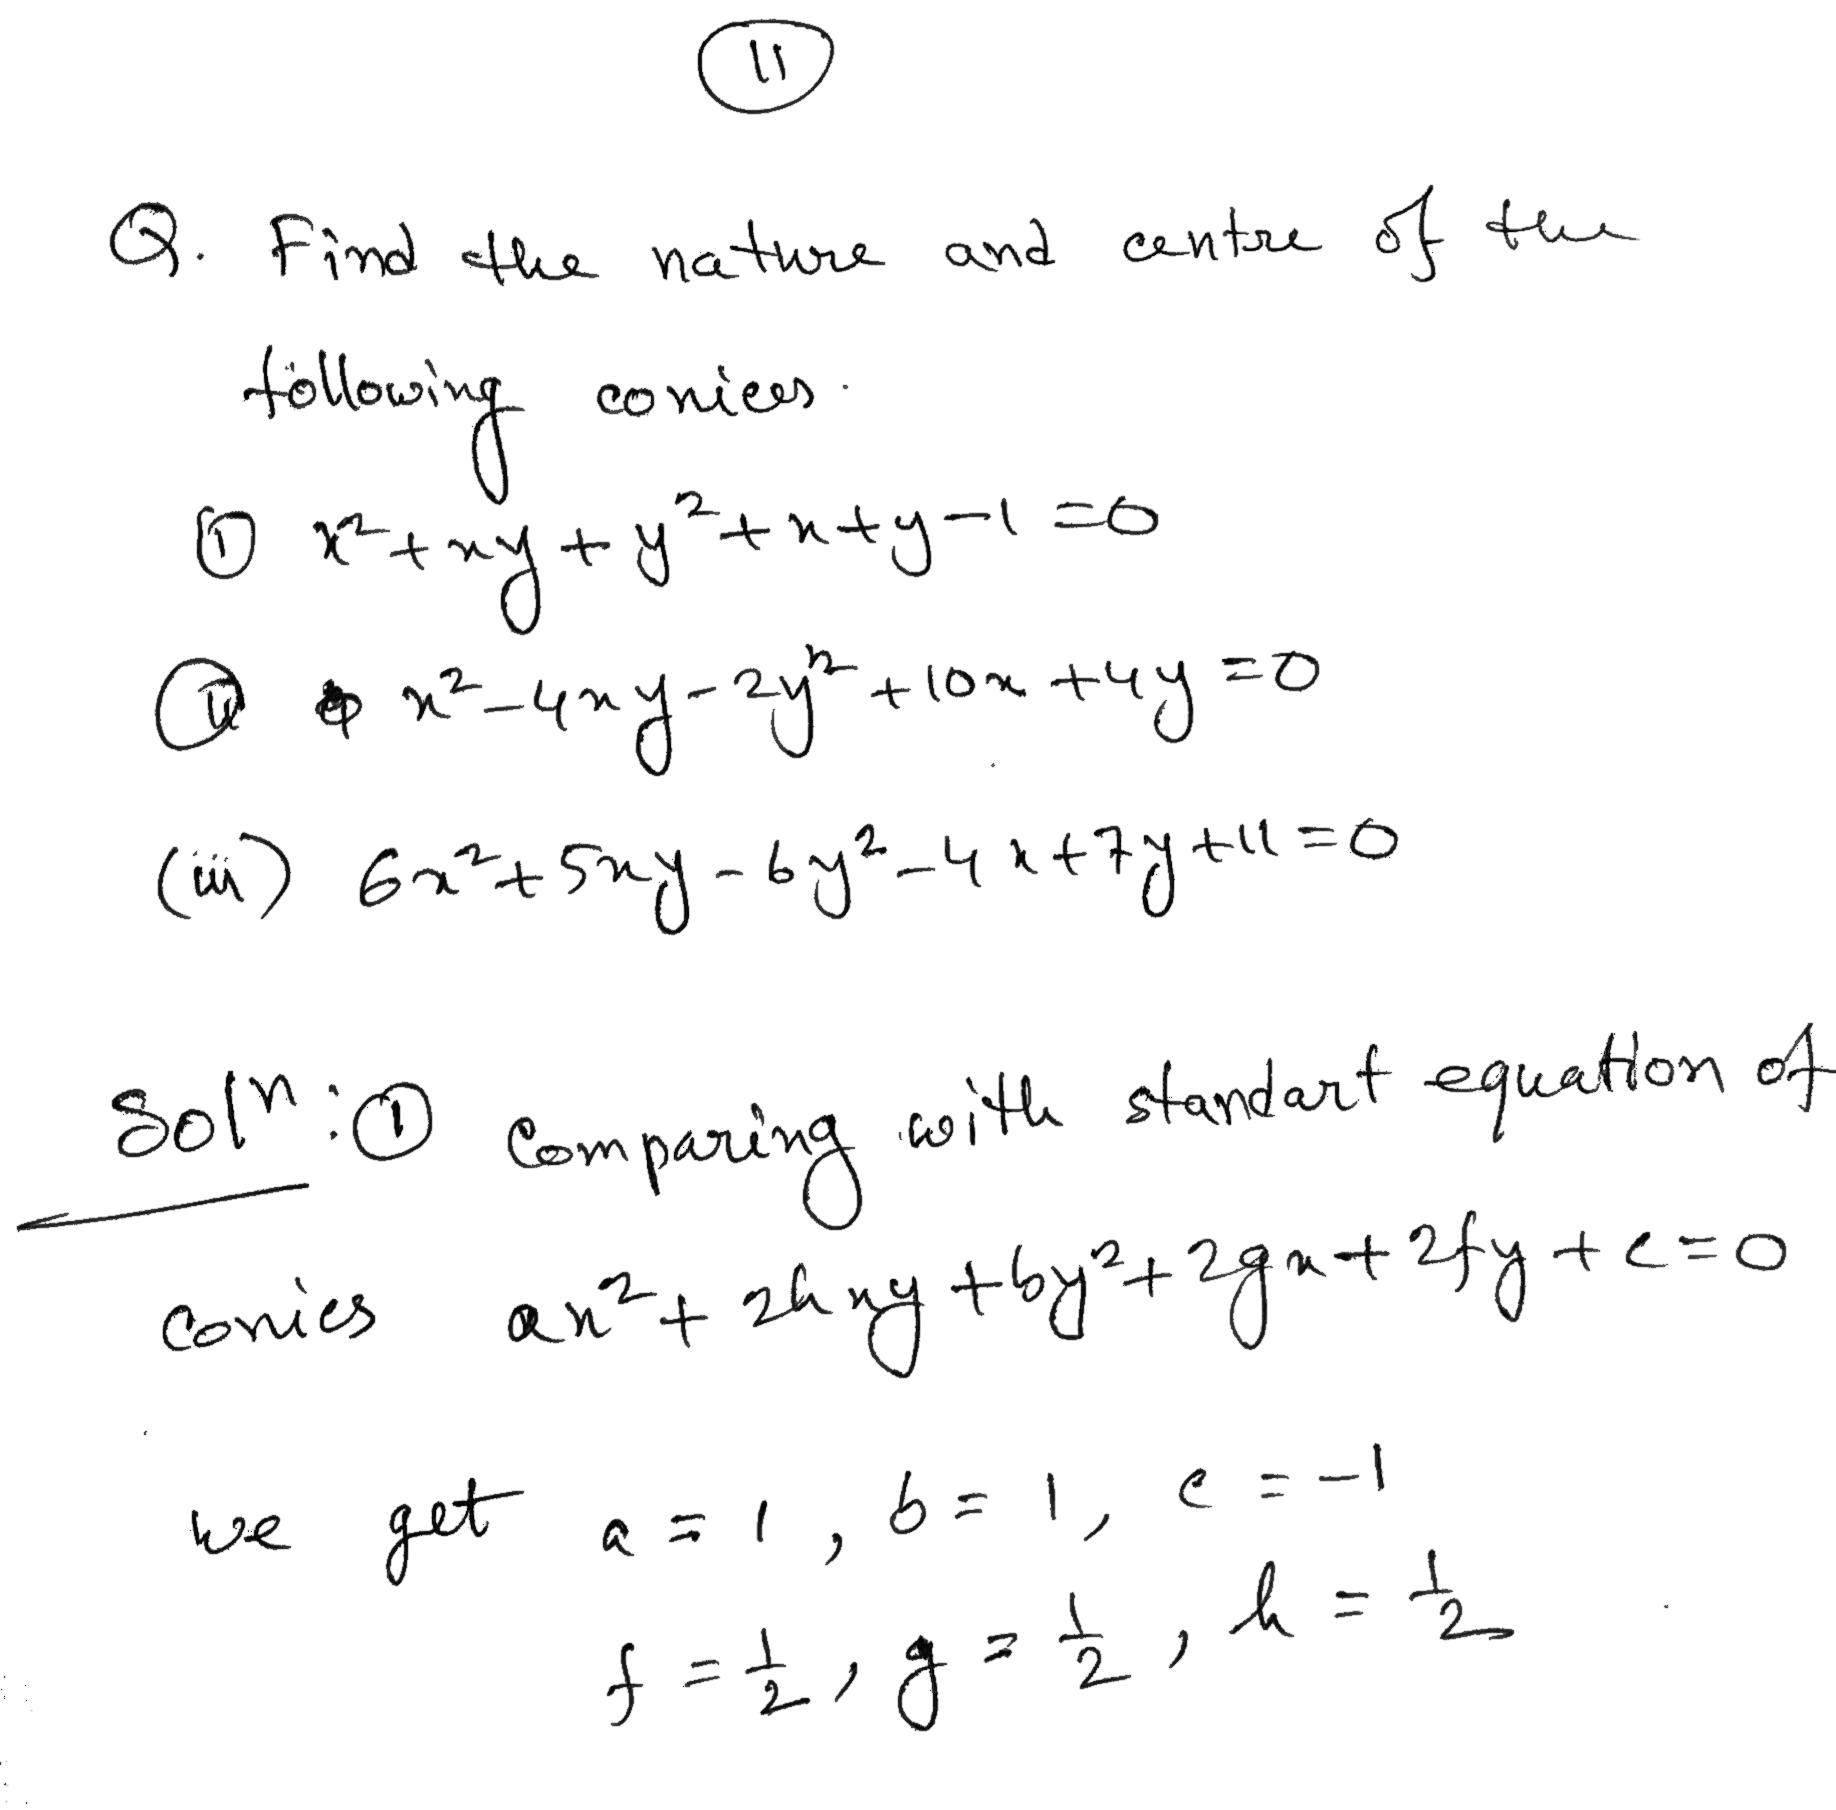 11
Q. Find the nature and centre of the
following conices.
(i) x²+xy+y²+x+y-1=0
(ii) x²-4xy-2y²+10x+4y=0
(iii) 6x²+5xy-6y²-4x+7y+11=0
Solⁿ: (i) Comparing with standart equation of
conics ax²+2hxy+by²+2gx+2fy+c=0
we get a=1, b=1, c=-1
f=1/2, g=1/2, h=1/2